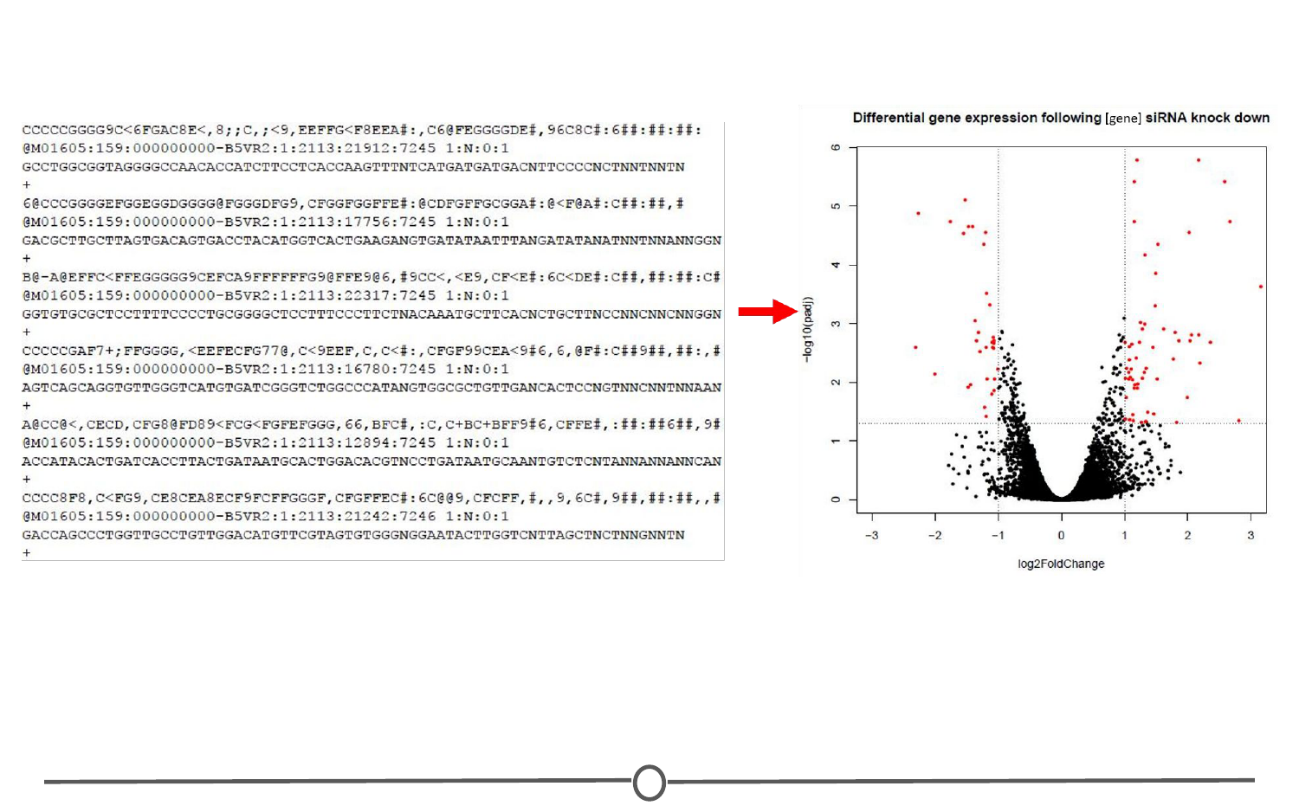 CCCCCGGGG9C<6FGAC8E<,8;;C,;<9,EEFFG<F8EEA#:,C6@FEGGGGDE#,96C8C#:6##:##:##:
@M01605:159:000000000-B5VR2:1:2113:21912:7245 1:N:0:1
GCCTGGCGGTAGGGGCCAACACCATCTTCCTCACCAAGTTTNTCATGATGATGACNTTCCCCNCTNNTNNTN
+
6@CCCGGGGEFGGEGGDGGGG@FGGGDFG9,CFGGFGGFFE#:@CDFGFFGCGGA#:@<F@A#:C##:##,#
@M01605:159:000000000-B5VR2:1:2113:17756:7245 1:N:0:1
GACGCTTGCTTAGTGACAGTGACCTACATGGTCACTGAAGANGTGATATAATTTANGATATANATNNTNNANNGGN
+
B@-A@EFFC<FFEGGGGG9CEFCA9FFFFFFFG9@FFE9@6,#9CC<,<E9,CF<E#:6C<DE#:C##,##:##:C#
@M01605:159:000000000-B5VR2:1:2113:22317:7245 1:N:0:1
GGTGTGCGCTCCTTTTCCCCTGCGGGGCTCCTTTCCCTTCTNACAAATGCTTCACNCTGCTTNCCNNCNNCNNGGN
+
CCCCCGAF7+;FFGGGG,<EEFECFG77@,C<9EEF,C,C<#:,CFGF99CEA<9#6,6,@F#:C##9##,##:,#
@M01605:159:000000000-B5VR2:1:2113:16780:7245 1:N:0:1
AGTCAGCAGGTGTTGGGTCATGTGATCGGGTCTGGCCCATANGTGGCGCTGTTGANCACTCCNGTNNCNNTNNAAN
+
A@CC@<,CECD,CFG8@FD89<FCG<FGFEFGGG,66,BFC#,:C,C+BC+BFF9#6,CFFE#,:##:##6##,9#
@M01605:159:000000000-B5VR2:1:2113:12894:7245 1:N:0:1
ACCATACACTGATCACCTTACTGATAATGCACTGGACACGTNCCTGATAATGCAANTGTCTCNTANNANNANNCAN
+
CCCC8F8,C<FG9,CE8CEA8ECF9FCFFGGGF,CFGFFEC#:6C@@9,CFCFF,#,,9,6C#,9##,##:##,,#
@M01605:159:000000000-B5VR2:1:2113:21242:7246 1:N:0:1
GACCAGCCCTGGTTGCCTGTTGGACATGTTCGTAGTGTGGGNGGAATACTTGGTCNTTAGCTNCTNNGNNTN
+
Differential gene expression following [gene] siRNA knock down
6
5
4
3
2
1
0
−log10(padj)
−3 −2 −1 0 1 2 3
log2FoldChange